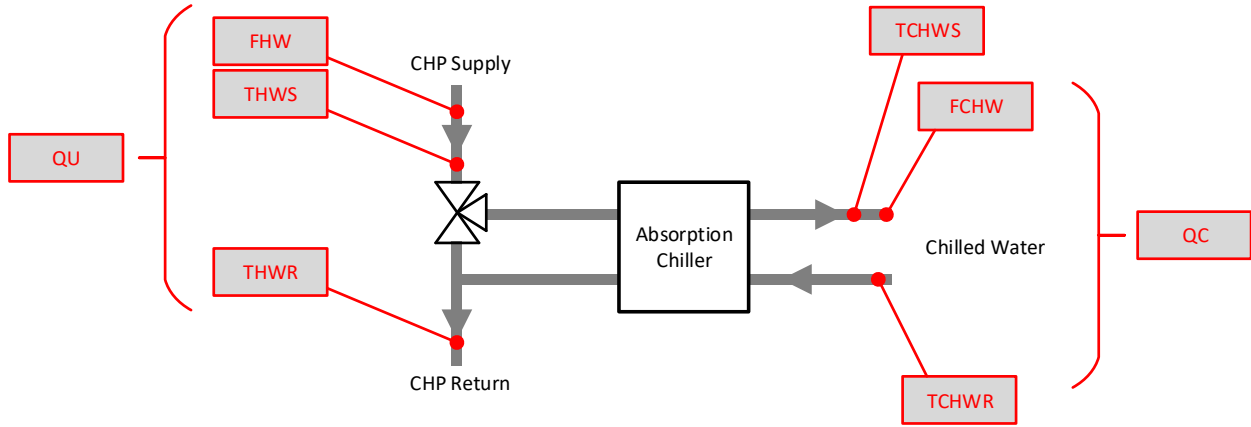 FHW
TCHWS
CHP Supply
THWS
FCHW
QU
Absorption
Chiller
Chilled Water
QC
THWR
CHP Return
TCHWR